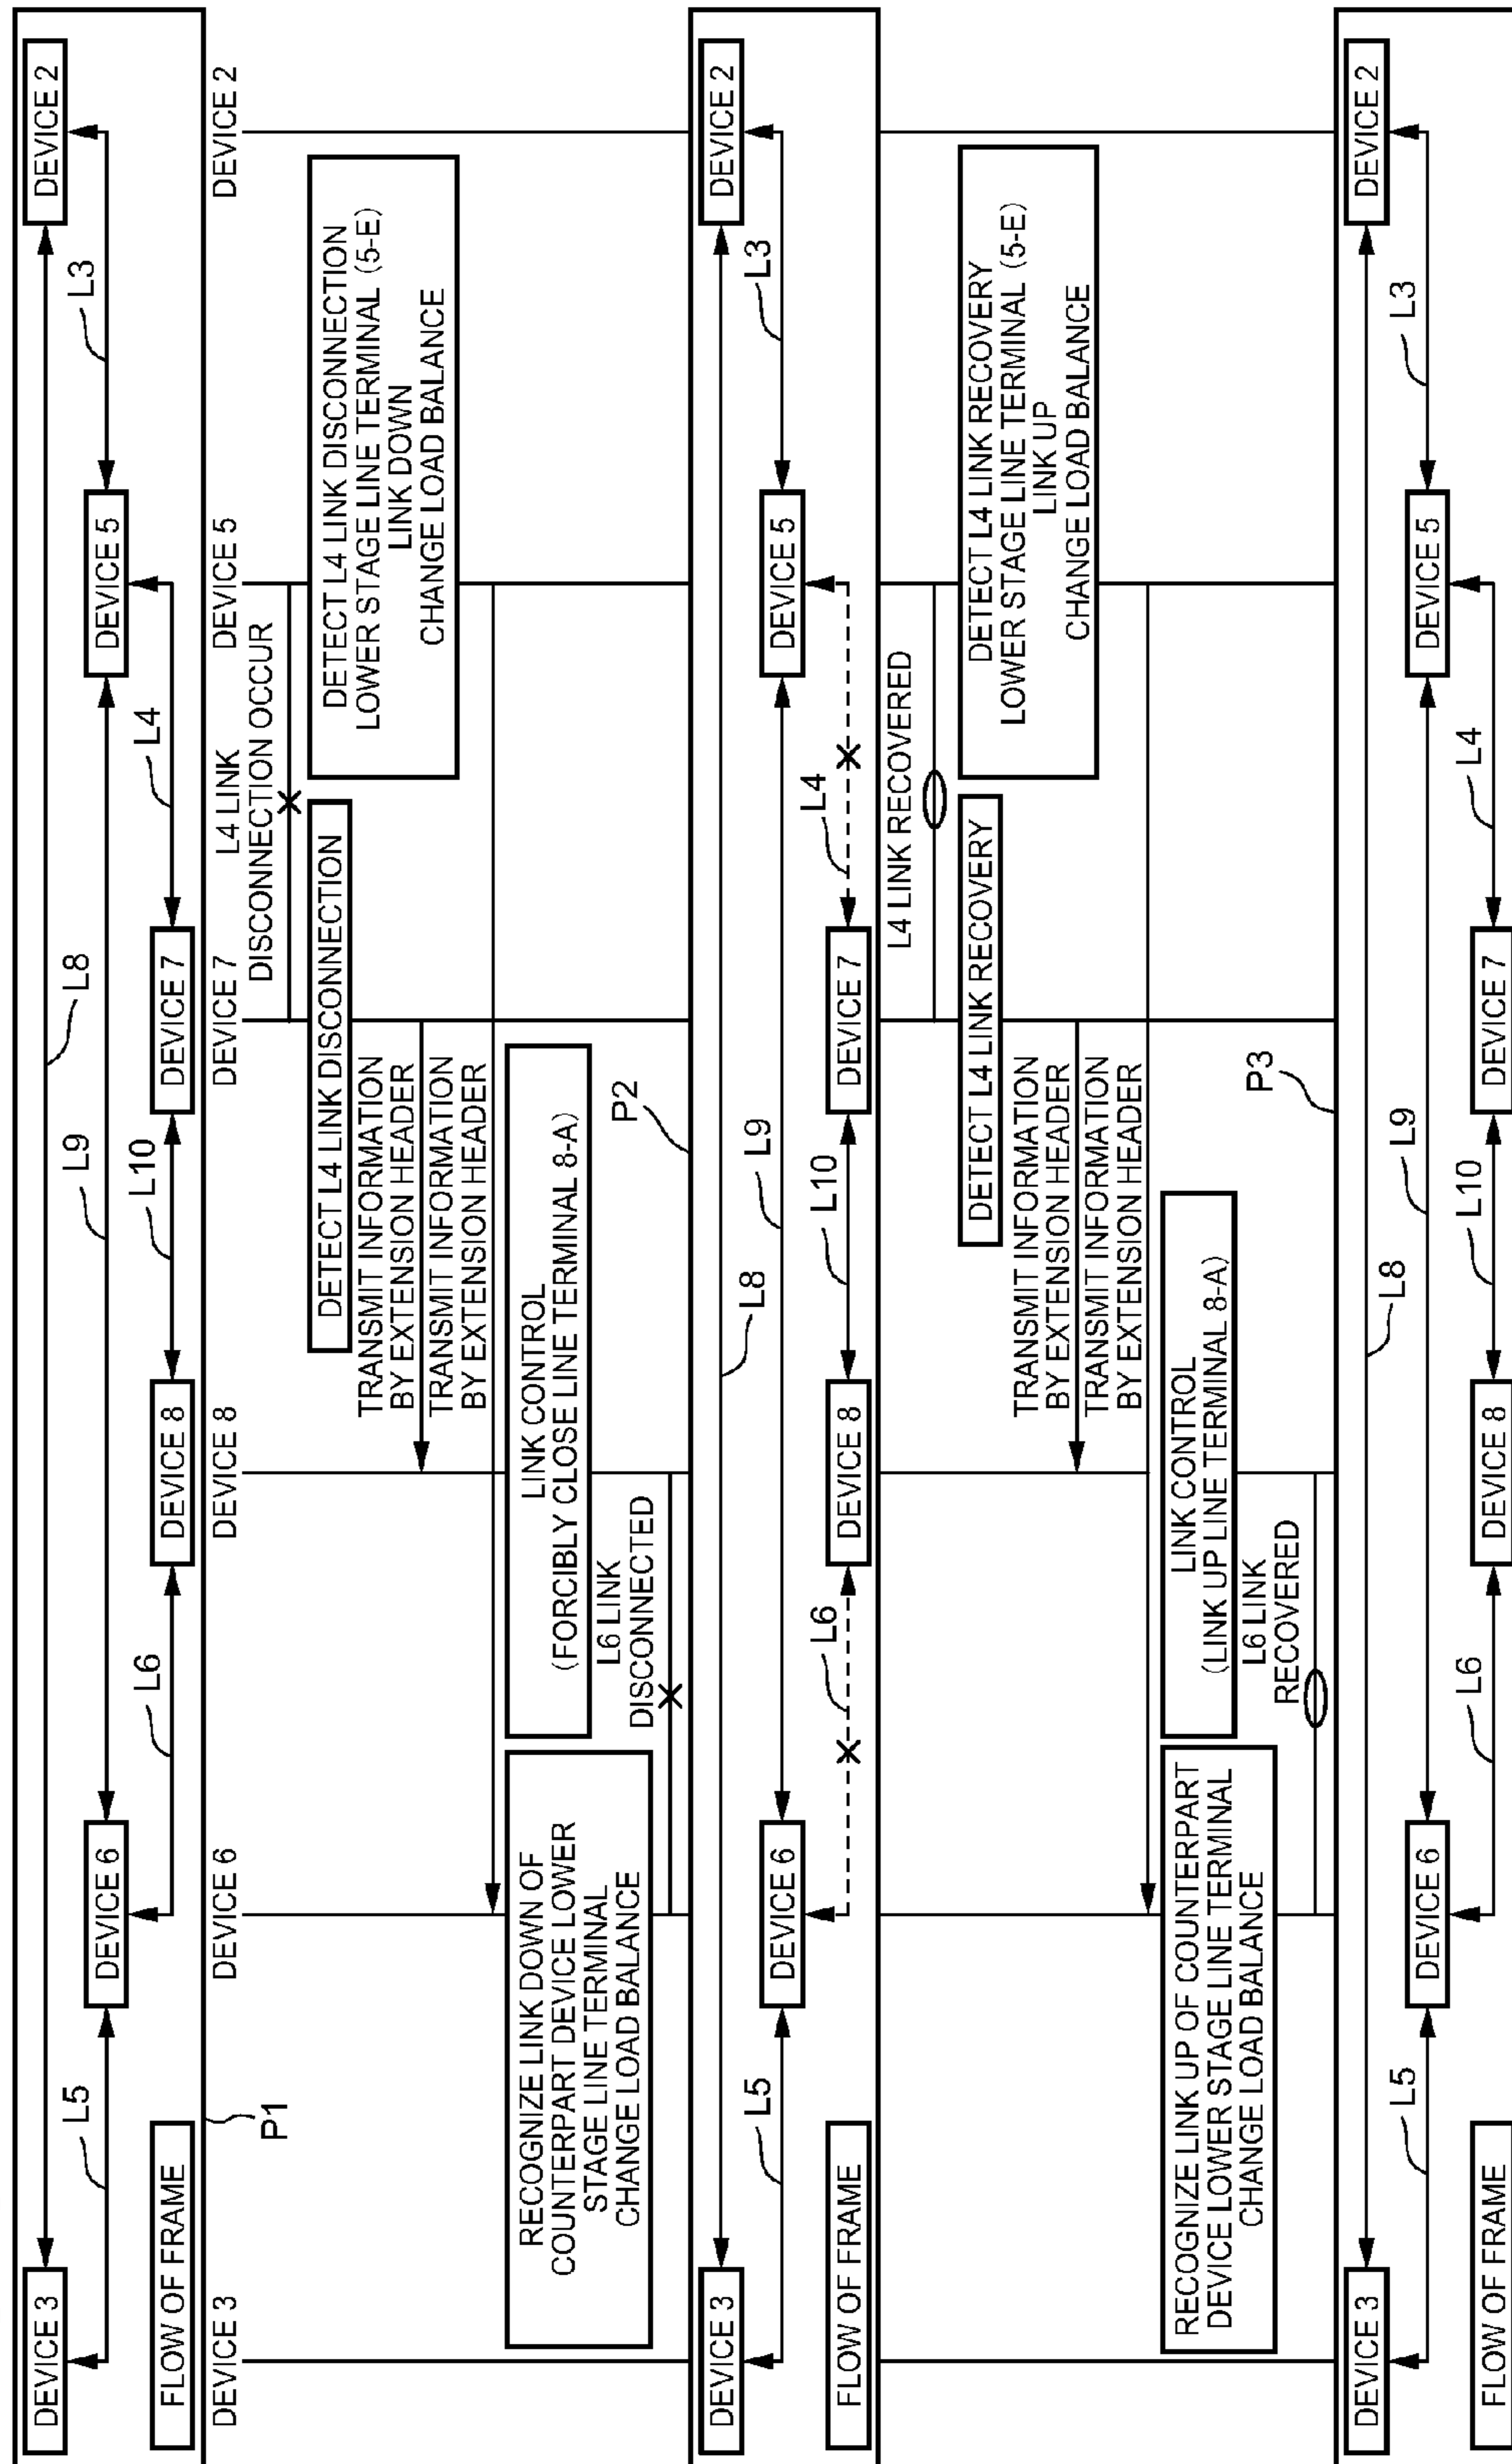 DEVICE 3
L8
DEVICE 2
L5
DEVICE 6
L9
DEVICE 5
L3
FLOW OF FRAME
P1
L6
DEVICE 8
L10
DEVICE 7
L4
DEVICE 3
DEVICE 6
DEVICE 8
DEVICE 7
DEVICE 5
DEVICE 2
L4 LINK
DISCONNECTION OCCUR
DETECT L4 LINK DISCONNECTION
DETECT L4 LINK DISCONNECTION
LOWER STAGE LINE TERMINAL (5-E)
LINK DOWN
CHANGE LOAD BALANCE
TRANSMIT INFORMATION
BY EXTENSION HEADER
TRANSMIT INFORMATION
BY EXTENSION HEADER
RECOGNIZE LINK DOWN OF
COUNTERPART DEVICE LOWER
STAGE LINE TERMINAL
CHANGE LOAD BALANCE
LINK CONTROL
(FORCIBLY CLOSE LINE TERMINAL 8-A)
L6 LINK
DISCONNECTED
P2
DEVICE 3
L8
DEVICE 2
L5
DEVICE 6
L9
DEVICE 5
L3
FLOW OF FRAME
L6
DEVICE 8
L10
DEVICE 7
L4
L4 LINK RECOVERED
DETECT L4 LINK RECOVERY
DETECT L4 LINK RECOVERY
LOWER STAGE LINE TERMINAL (5-E)
LINK UP
CHANGE LOAD BALANCE
TRANSMIT INFORMATION
BY EXTENSION HEADER
TRANSMIT INFORMATION
BY EXTENSION HEADER
RECOGNIZE LINK UP OF COUNTERPART
DEVICE LOWER STAGE LINE TERMINAL
CHANGE LOAD BALANCE
LINK CONTROL
(LINK UP LINE TERMINAL 8-A)
L6 LINK
RECOVERED
P3
DEVICE 3
L8
DEVICE 2
L5
DEVICE 6
L9
DEVICE 5
L3
FLOW OF FRAME
L6
DEVICE 8
L10
DEVICE 7
L4